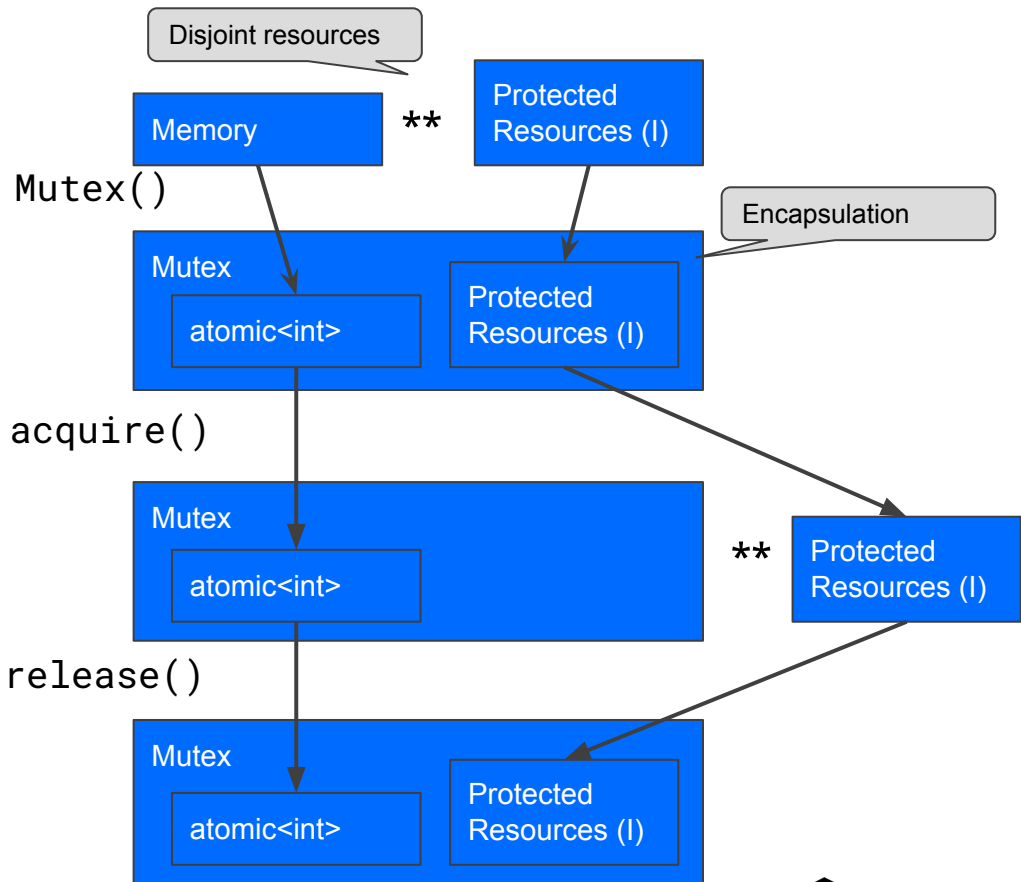 Disjoint resources
Memory
**
Protected
Resources (I)
Mutex()
Encapsulation
Mutex
atomic<int>
Protected
Resources (I)
acquire()
Mutex
atomic<int>
**
Protected
Resources (I)
release()
Mutex
atomic<int>
Protected
Resources (I)